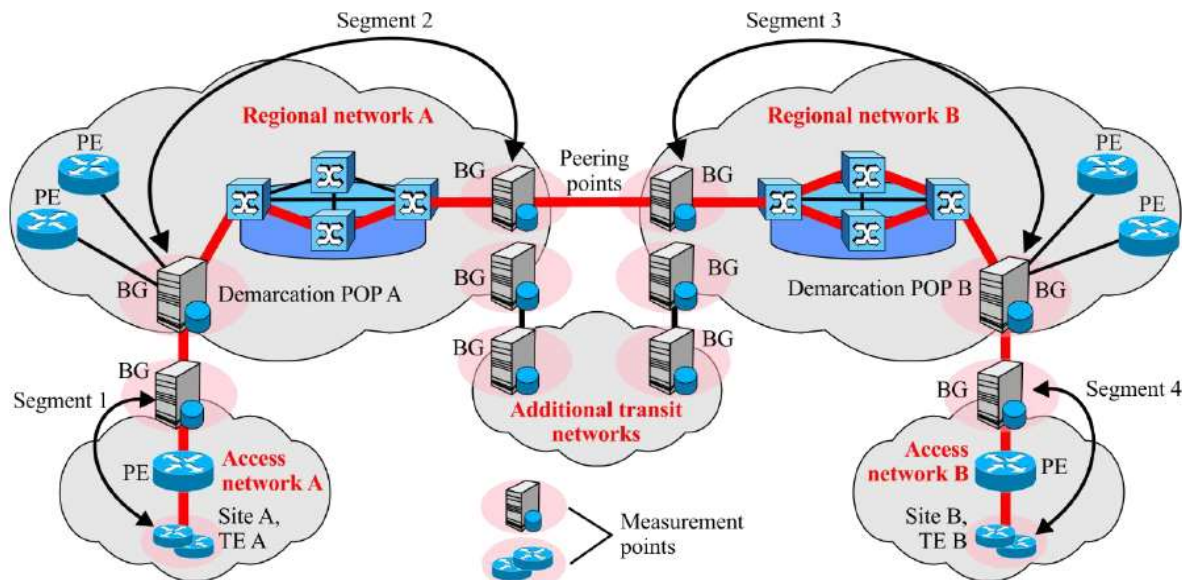 Segment 2
Segment 3
Regional network A
Regional network B
PE
PE
BG
Peering
points
BG
PE
PE
BG
Demarcation POP A
BG
BG
Demarcation POP B
BG
BG
BG
BG
BG
Segment 1
Additional transit
networks
Segment 4
PE
Access
network A
Access
network B
PE
Site A,
TE A
Measurement
points
Site B,
TE B